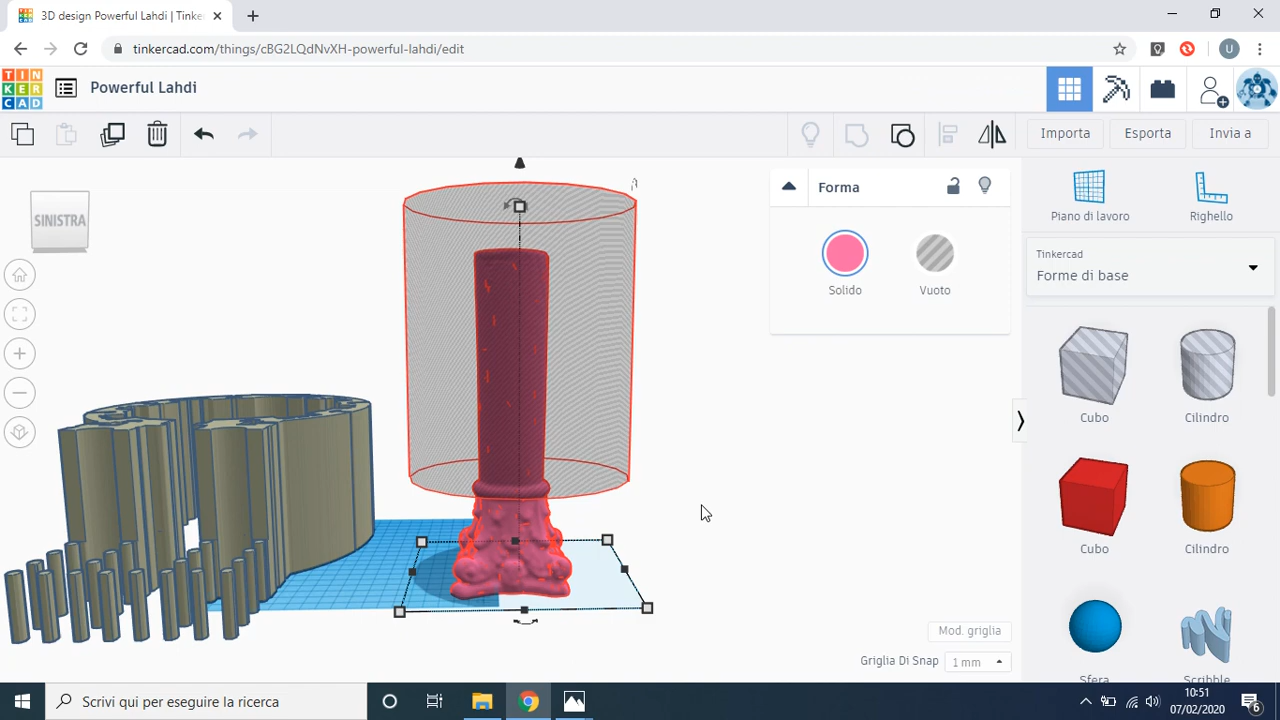 3D design Powerful Lahdi | Tinke
tinkercad.com/things/cBG2LQdNvXH-powerful-lahdi/edit
U
TIN
KER
CAD
Powerful Lahdi
Importa
Esporta
Invia a
SINISTRA
Forma
Solido
Vuoto
Piano di lavoro
Righello
Tinkercad
Forme di base
Cubo
Cilindro
Cubo
Cilindro
Sfera
Scribble
Mod. griglia
Griglia Di Snap
1 mm
Scrivi qui per eseguire la ricerca
10:51
07/02/2020
6